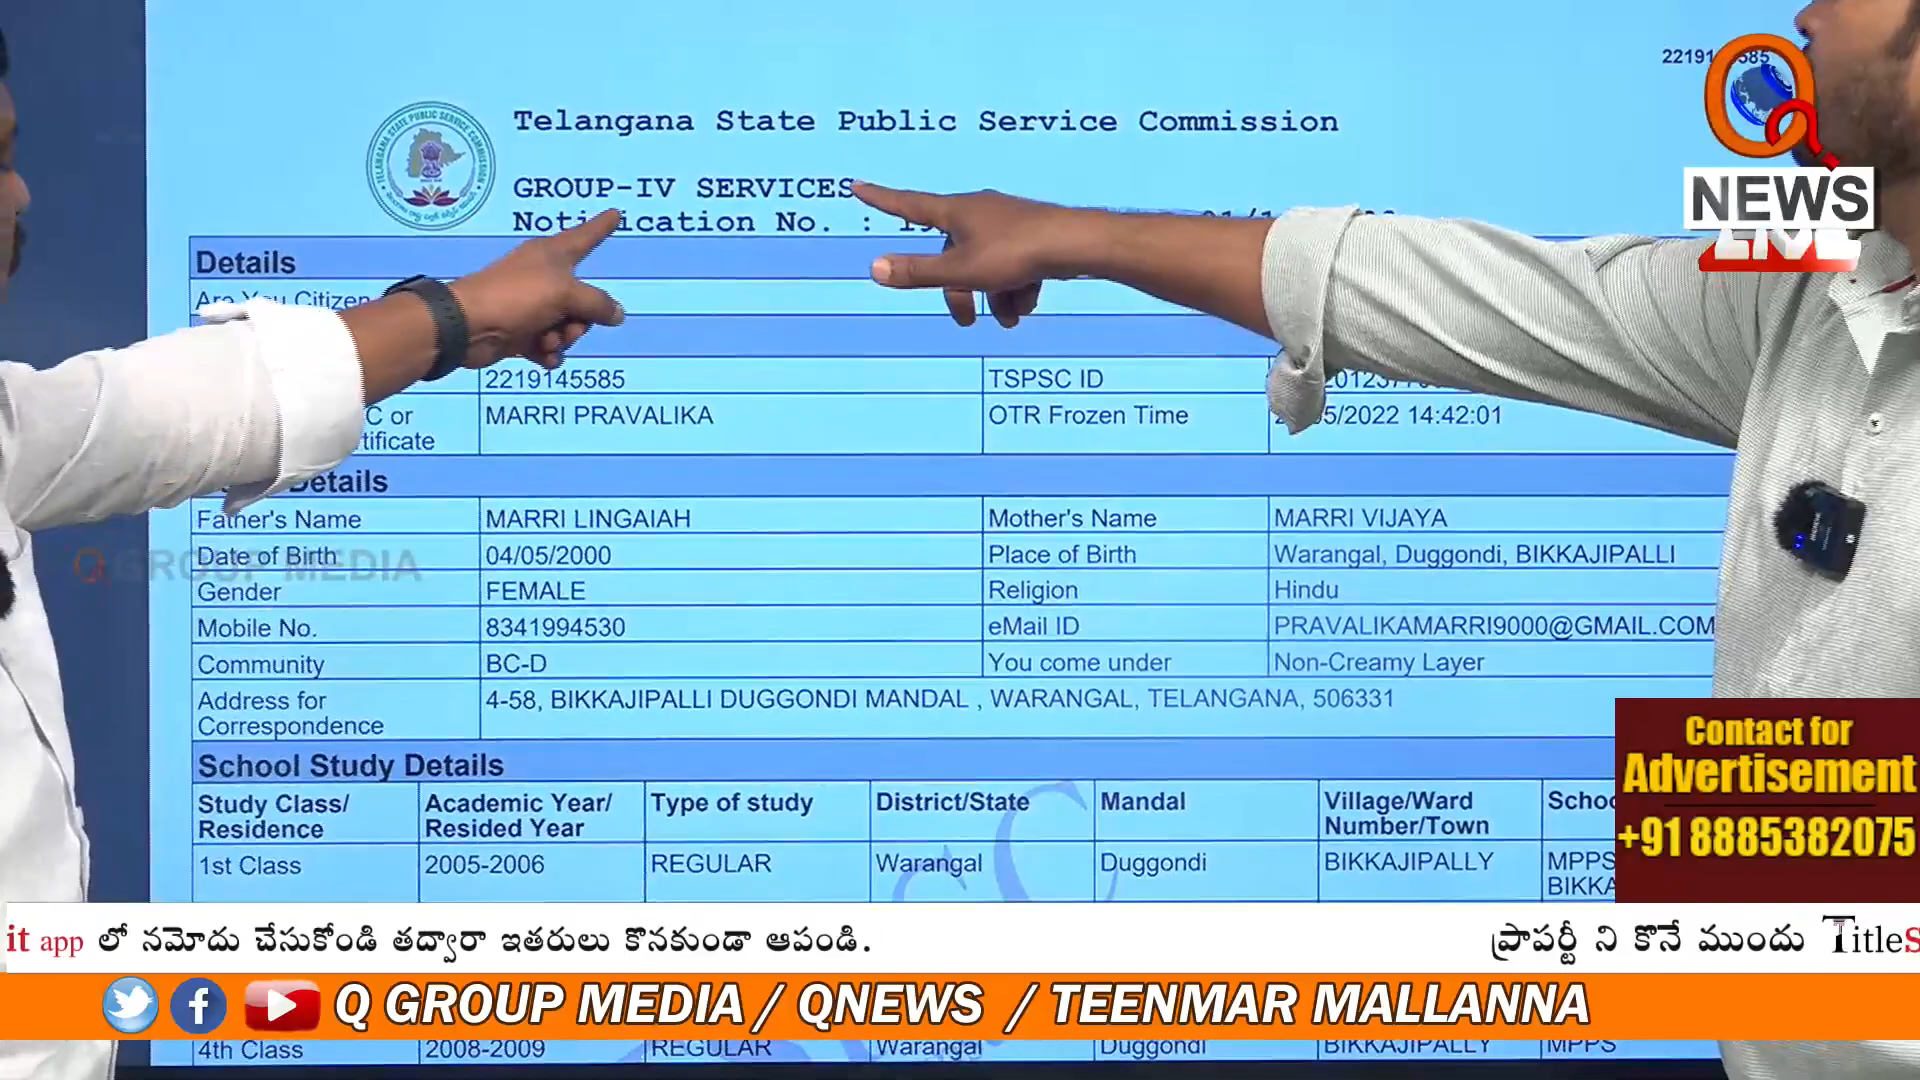 Telangana State Public Service Commission
GROUP-IV SERVICES
Notification No. :
Details
Are You Citizen
2219145585 TSPSC ID
C or MARRI PRAVALIKA OTR Frozen Time 5/2022 14:42:01
tificate
Details
Father's Name MARRI LINGAIAH Mother's Name MARRI VIJAYA
Date of Birth 04/05/2000 Place of Birth Warangal, Duggondi, BIKKAJIPALLI
Gender FEMALE Religion Hindu
Mobile No. 8341994530 eMail ID PRAVALIKAMARRI9000@GMAIL.COM
Community BC-D You come under Non-Creamy Layer
Address for 4-58, BIKKAJIPALLI DUGGONDI MANDAL , WARANGAL, TELANGANA, 506331
Correspondence
School Study Details
Study Class/ Academic Year/ Type of study District/State Mandal Village/Ward Schoo
Residence Resided Year Number/Town
1st Class 2005-2006 REGULAR Warangal Duggondi BIKKAJIPALLY MPPS
BIKKA
4th Class 2008-2009 REGULAR Warangal Duggondi BIKKAJIPALLY MPPS
Q NEWS
LIVE
Q GROUP MEDIA
Contact for
Advertisement
+91 8885382075
it app లో నమోదు చేసుకోండి తద్వారా ఇతరులు కొనకుండా ఆపండి. ప్రాపర్టీ ని కొనే ముందు TitleS
Q GROUP MEDIA / QNEWS / TEENMAR MALLANNA